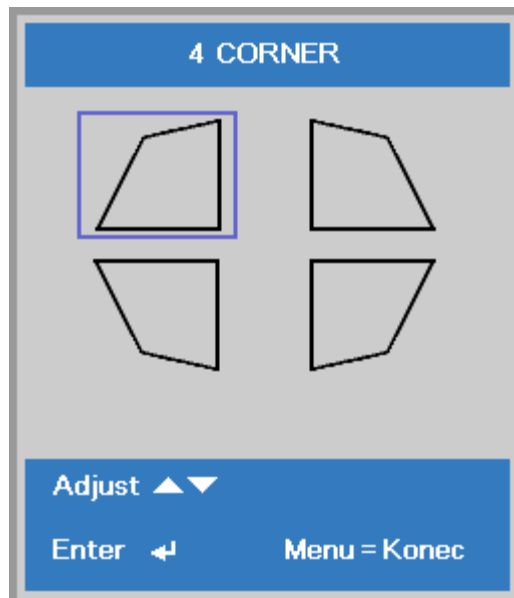 4 CORNER
Adjust ▲▼
Enter ↵
Menu = Konec